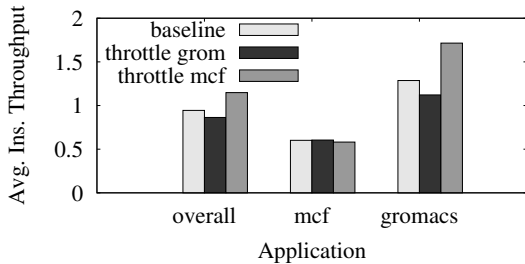 Avg. Ins. Throughput
2
1.5
1
0.5
0
baseline
throttle grom
throttle mcf
overall
mcf
gromacs
Application